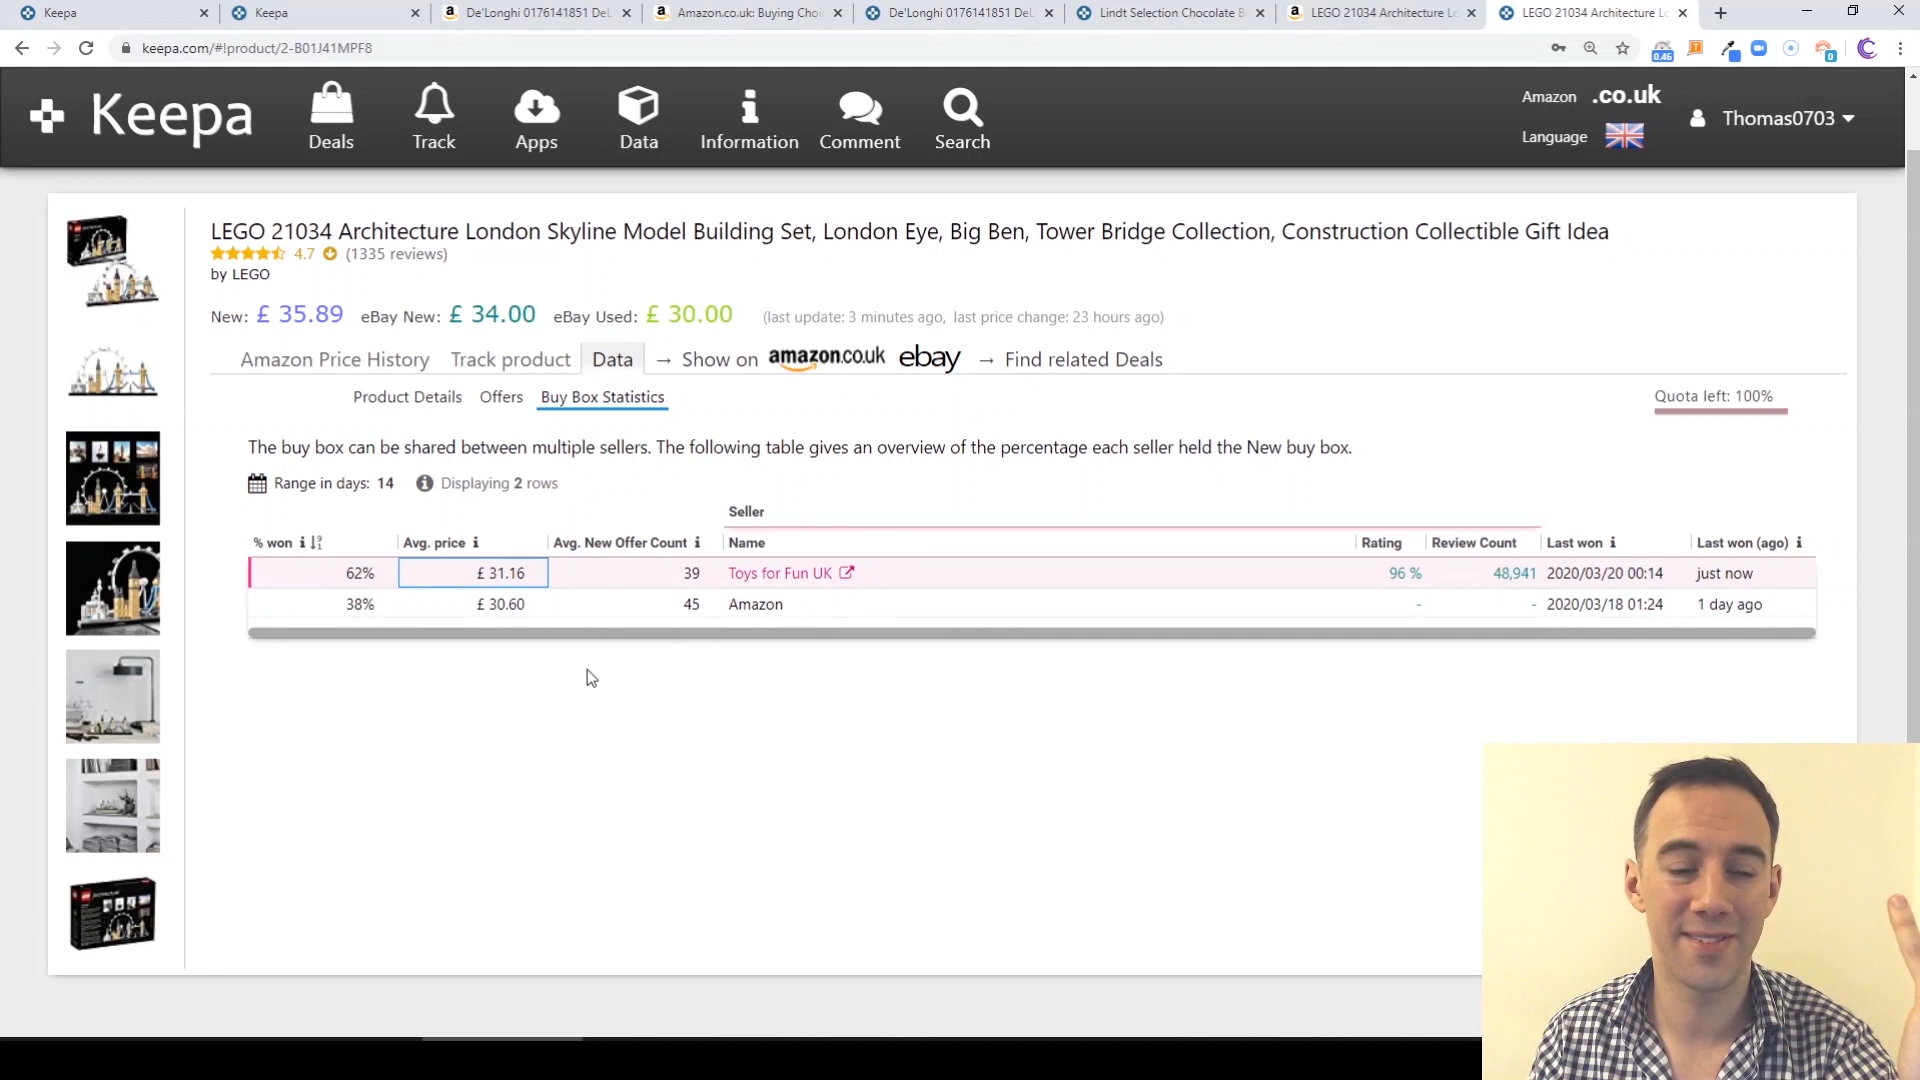 Keepa
Keepa
De'Longhi 0176141851 DeL
Amazon.co.uk: Buying Choi
De'Longhi 0176141851 DeL
Lindt Selection Chocolate B
LEGO 21034 Architecture Lo
LEGO 21034 Architecture Lo
keepa.com/#!product/2-B01J41MPF8
0.46
0
Keepa
Deals
Track
Apps
Data
Information
Comment
Search
Amazon .co.uk
Language
Thomas0703
LEGO 21034 Architecture London Skyline Model Building Set, London Eye, Big Ben, Tower Bridge Collection, Construction Collectible Gift Idea
4.7 (1335 reviews)
by LEGO
New: £ 35.89 eBay New: £ 34.00 eBay Used: £ 30.00 (last update: 3 minutes ago, last price change: 23 hours ago)
Amazon Price History Track product Data → Show on amazon.co.uk ebay → Find related Deals
Product Details Offers Buy Box Statistics Quota left: 100%
The buy box can be shared between multiple sellers. The following table gives an overview of the percentage each seller held the New buy box.
Range in days: 14 Displaying 2 rows
Seller
% won Avg. price Avg. New Offer Count Name Rating Review Count Last won Last won (ago)
62% £ 31.16 39 Toys for Fun UK 96 % 48,941 2020/03/20 00:14 just now
38% £ 30.60 45 Amazon - - 2020/03/18 01:24 1 day ago